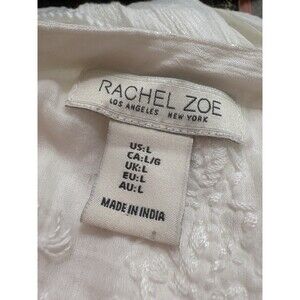 RACHEL ZOE
LOS ANGELES NEW YORK
US:L
CA:L/G
UK:L
EU:L
AU:L
MADE IN INDIA